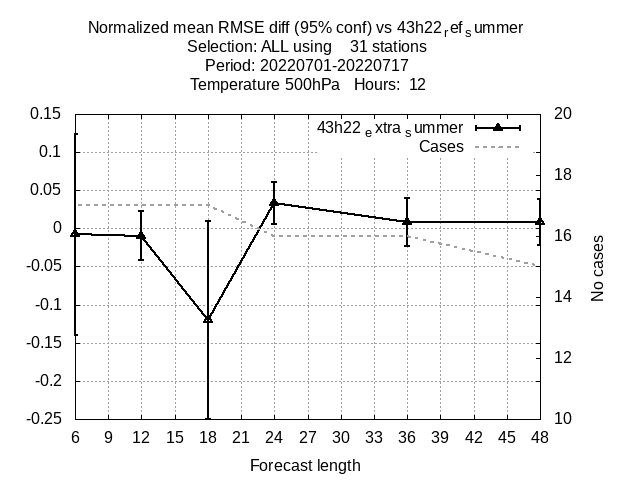 Normalized mean RMSE diff (95% conf) vs 43h22refsummer
Selection: ALL using 31 stations
Period: 20220701-20220717
Temperature 500hPa Hours: 12
43h22extrasummer
Cases
0.15
0.1
0.05
0
-0.05
-0.1
-0.15
-0.2
-0.25
20
18
16
14
12
10
No cases
6 9 12 15 18 21 24 27 30 33 36 39 42 45 48
Forecast length